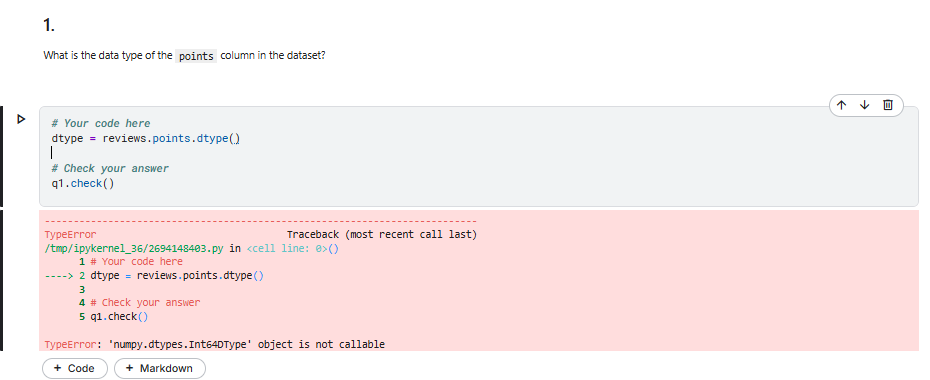 1.
What is the data type of the points column in the dataset?
# Your code here
dtype = reviews.points.dtype()
# Check your answer
q1.check()
---------------------------------------------------------------------------
TypeError                                 Traceback (most recent call last)
/tmp/ipykernel_36/2694148403.py in <cell line: 0>()
      1 # Your code here
----> 2 dtype = reviews.points.dtype()
      3
      4 # Check your answer
      5 q1.check()
TypeError: 'numpy.dtypes.Int64DType' object is not callable
+ Code + Markdown